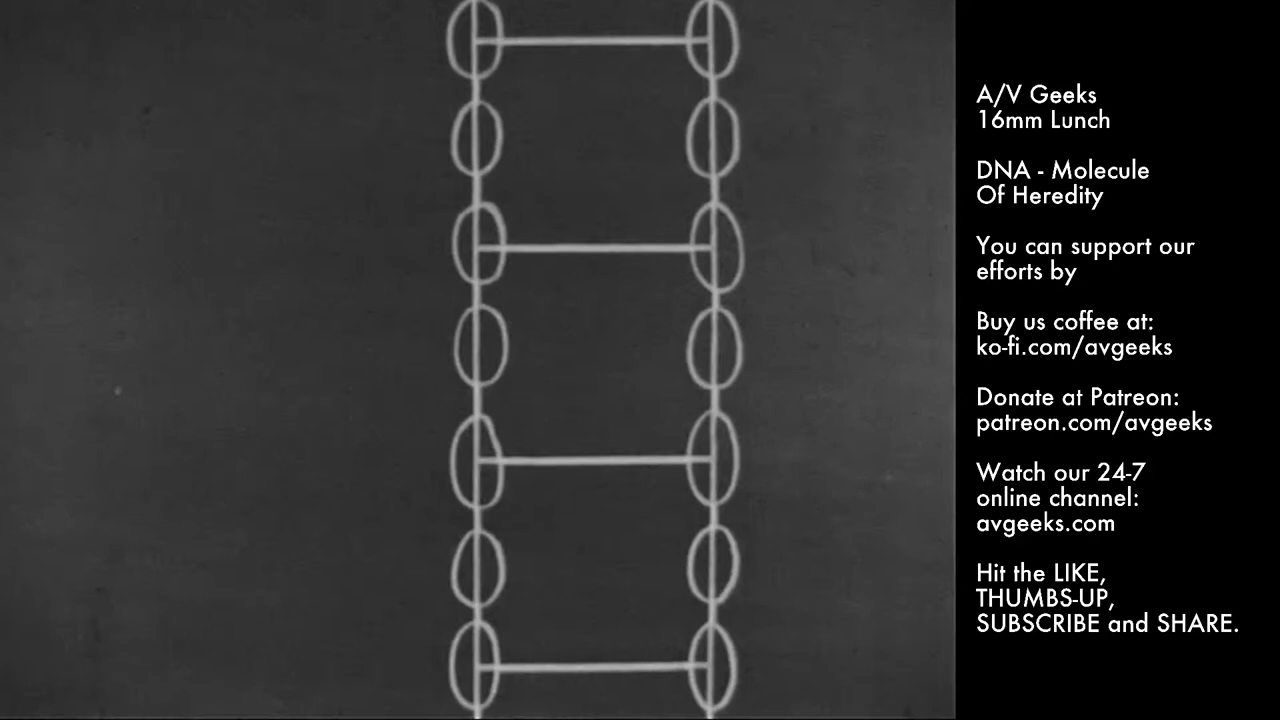 A/V Geeks
16mm Lunch
DNA - Molecule
Of Heredity
You can support our
efforts by
Buy us coffee at:
ko-fi.com/avgeeks
Donate at Patreon:
patreon.com/avgeeks
Watch our 24-7
online channel:
avgeeks.com
Hit the LIKE,
THUMBS-UP,
SUBSCRIBE and SHARE.